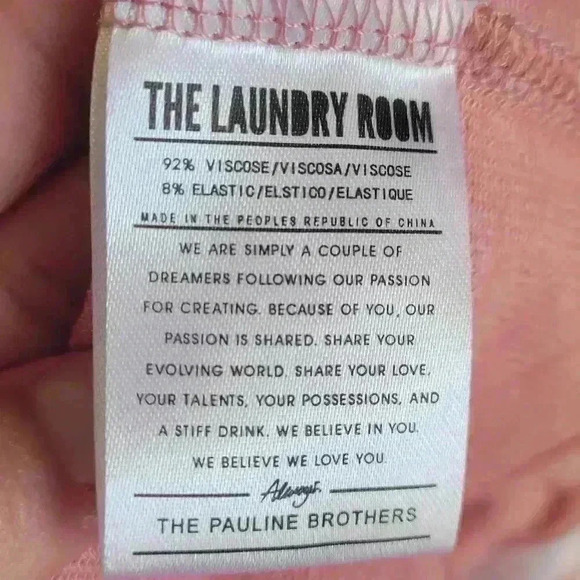 THE LAUNDRY ROOM
92% VISCOSE/VISCOSA/VISCOSE
8% ELASTIC/ELSTICO/ELASTIQUE
MADE IN THE PEOPLES REPUBLIC OF CHINA
WE ARE SIMPLY A COUPLE OF
DREAMERS FOLLOWING OUR PASSION
FOR CREATING. BECAUSE OF YOU, OUR
PASSION IS SHARED. SHARE YOUR
EVOLVING WORLD. SHARE YOUR LOVE,
YOUR TALENTS, YOUR POSSESSIONS, AND
A STIFF DRINK. WE BELIEVE IN YOU.
WE BELIEVE WE LOVE YOU.
Always.
THE PAULINE BROTHERS